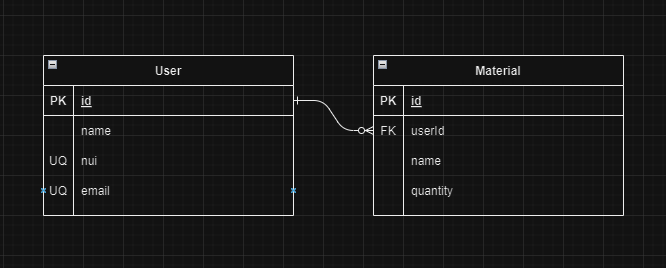 User
PK id
name
UQ nui
UQ email
Material
PK id
FK userId
name
quantity